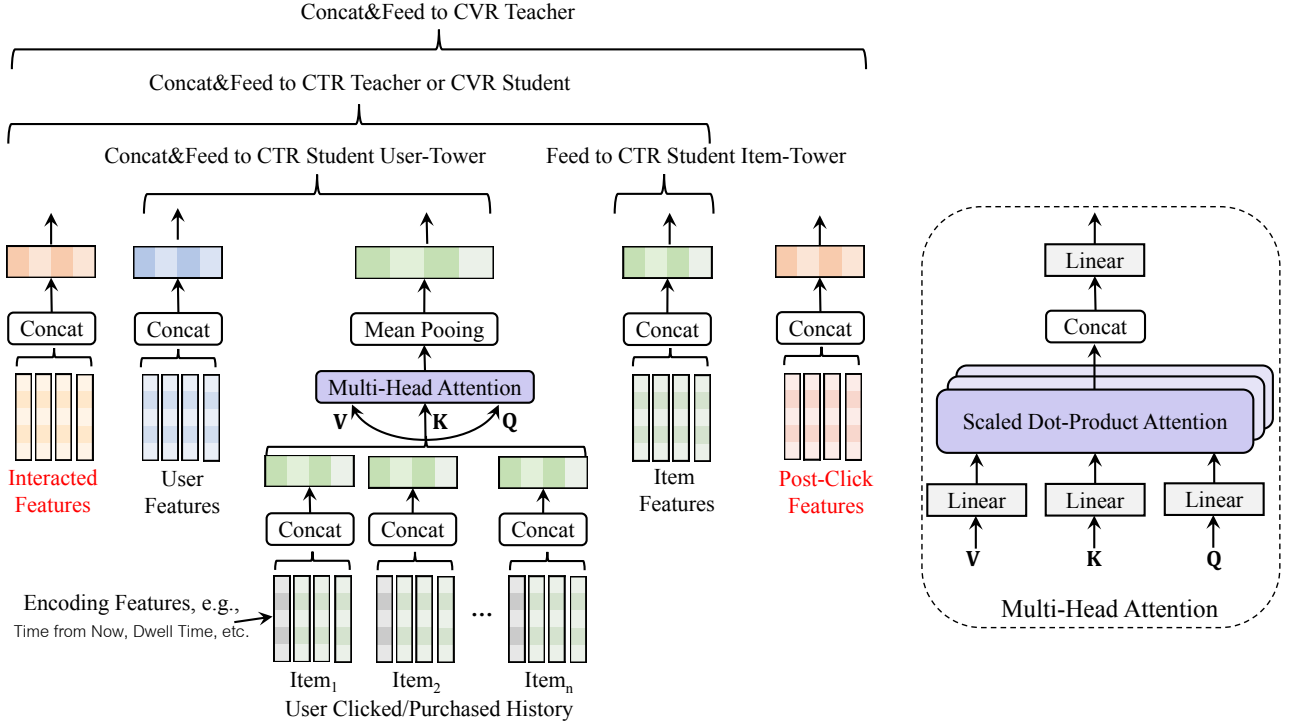 Concat&Feed to CVR Teacher
Concat&Feed to CTR Teacher or CVR Student
Concat&Feed to CTR Student User-Tower
Feed to CTR Student Item-Tower
Concat
Concat
Mean Pooing
Concat
Concat
Multi-Head Attention
V
K
Q
Interacted
Features
User
Features
Item
Features
Post-Click
Features
Concat
Concat
Concat
Encoding Features, e.g.,
Time from Now, Dwell Time, etc.
...
Item1
Item2
Itemn
User Clicked/Purchased History
Linear
Concat
Scaled Dot-Product Attention
Linear
Linear
Linear
V
K
Q
Multi-Head Attention